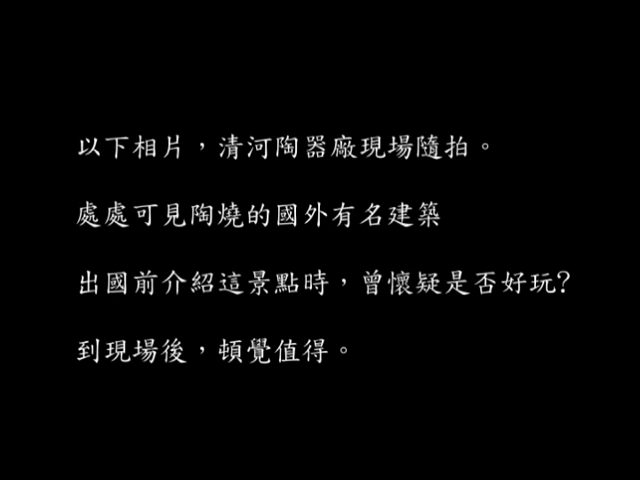 以下相片，清河陶器廠現場隨拍。
處處可見陶燒的國外有名建築
出國前介紹這景點時，曾懷疑是否好玩?
到現場後，頓覺值得。